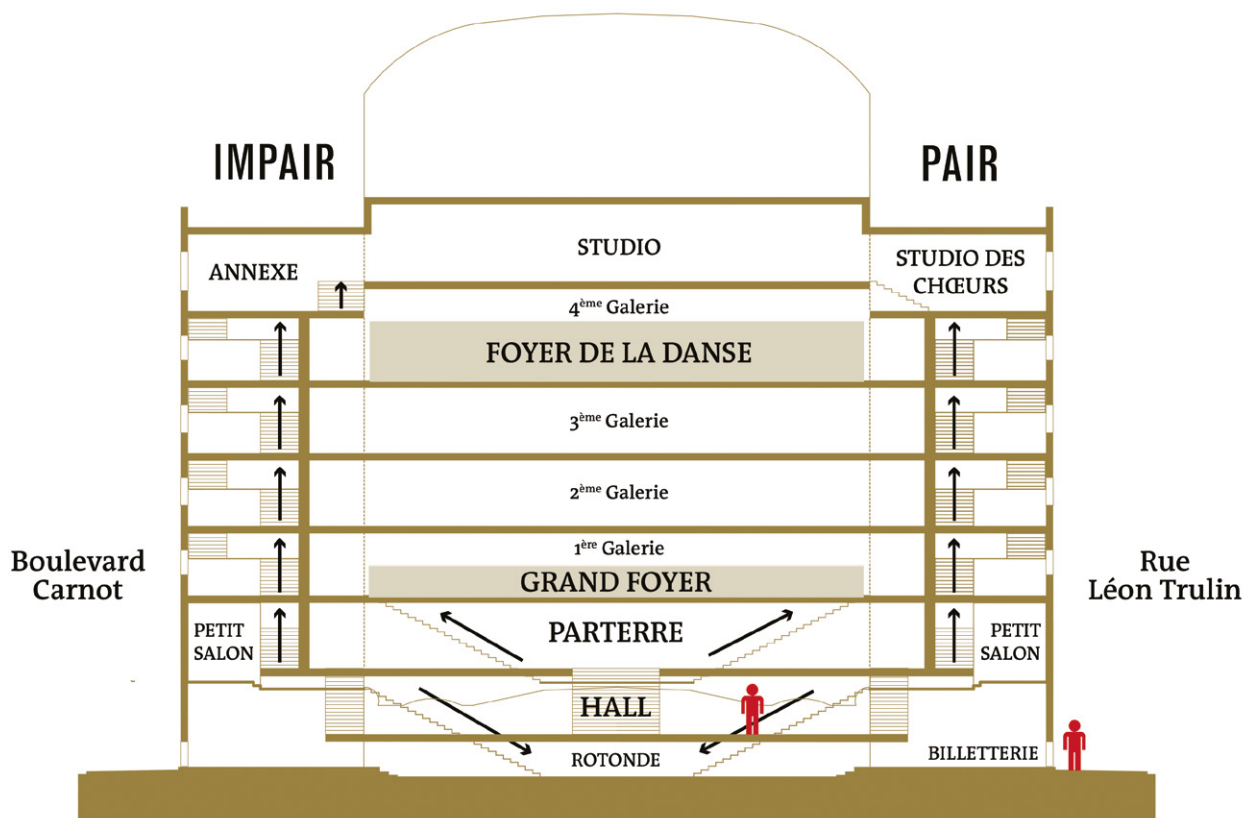 IMPAIR
PAIR
STUDIO
ANNEXE
STUDIO DES
CHŒURS
4ème Galerie
FOYER DE LA DANSE
3ème Galerie
2ème Galerie
1ère Galerie
GRAND FOYER
Boulevard
Carnot
Rue
Léon Trulin
PETIT
SALON
PARTERRE
PETIT
SALON
HALL
ROTONDE
BILLETTERIE